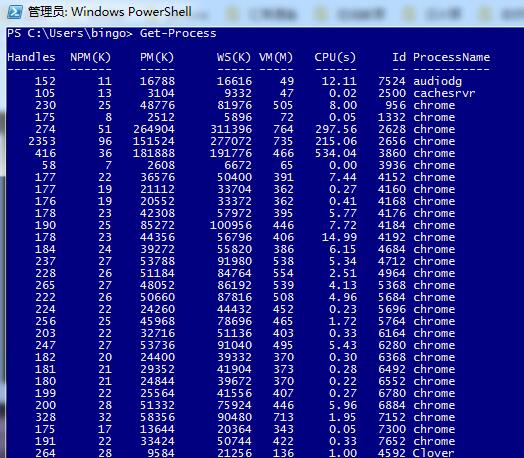 管理员: Windows PowerShell
PS C:\Users\bingo> Get-Process
Handles NPM(K) PM(K) WS(K) VM(M) CPU(s) Id ProcessName
------- ------ ----- ----- ----- ------ -- -----------
152 11 16788 16616 49 12.11 7524 audiodg
105 13 3104 9332 47 0.02 2500 cachesrvr
230 25 48776 81976 505 8.00 956 chrome
175 8 2512 5896 72 0.05 1332 chrome
274 51 264904 311396 764 297.56 2628 chrome
2353 96 151524 277072 735 215.06 2656 chrome
416 36 181888 191776 466 534.04 3860 chrome
58 7 2608 6672 65 0.00 3936 chrome
177 22 36576 50400 391 7.44 4152 chrome
177 19 21112 33704 362 0.27 4160 chrome
176 19 20552 33372 362 0.41 4168 chrome
178 23 42308 57972 395 5.77 4176 chrome
190 25 85272 100956 446 7.72 4184 chrome
178 23 44356 56796 406 14.99 4192 chrome
184 24 39272 55820 386 6.15 4684 chrome
237 27 53788 91980 538 5.34 4712 chrome
228 26 51184 84764 554 2.51 4964 chrome
265 27 48052 86192 539 4.13 5368 chrome
222 26 50660 87816 508 4.96 5684 chrome
224 22 24260 44432 452 0.23 5696 chrome
256 25 45968 78696 465 1.72 5764 chrome
203 22 32716 51136 403 0.33 6164 chrome
247 27 53736 91040 495 5.43 6280 chrome
182 20 24400 39332 370 0.30 6368 chrome
181 21 29352 41904 373 0.28 6492 chrome
180 21 24844 39672 370 0.22 6552 chrome
199 22 25564 41556 407 0.27 6780 chrome
200 28 51332 75924 446 5.96 6884 chrome
328 32 58356 90480 713 1.95 7152 chrome
175 17 13644 20364 343 0.05 7300 chrome
191 22 33424 50744 422 0.33 7652 chrome
264 28 9584 21256 136 1.00 4592 Clover